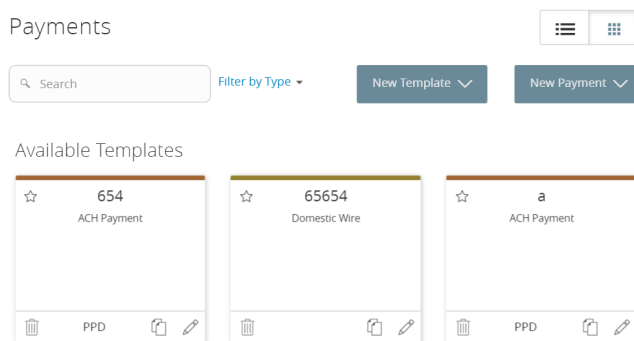 Payments
Search
Filter by Type
New Template
New Payment
Available Templates
654
ACH Payment
65654
Domestic Wire
a
ACH Payment
PPD
PPD